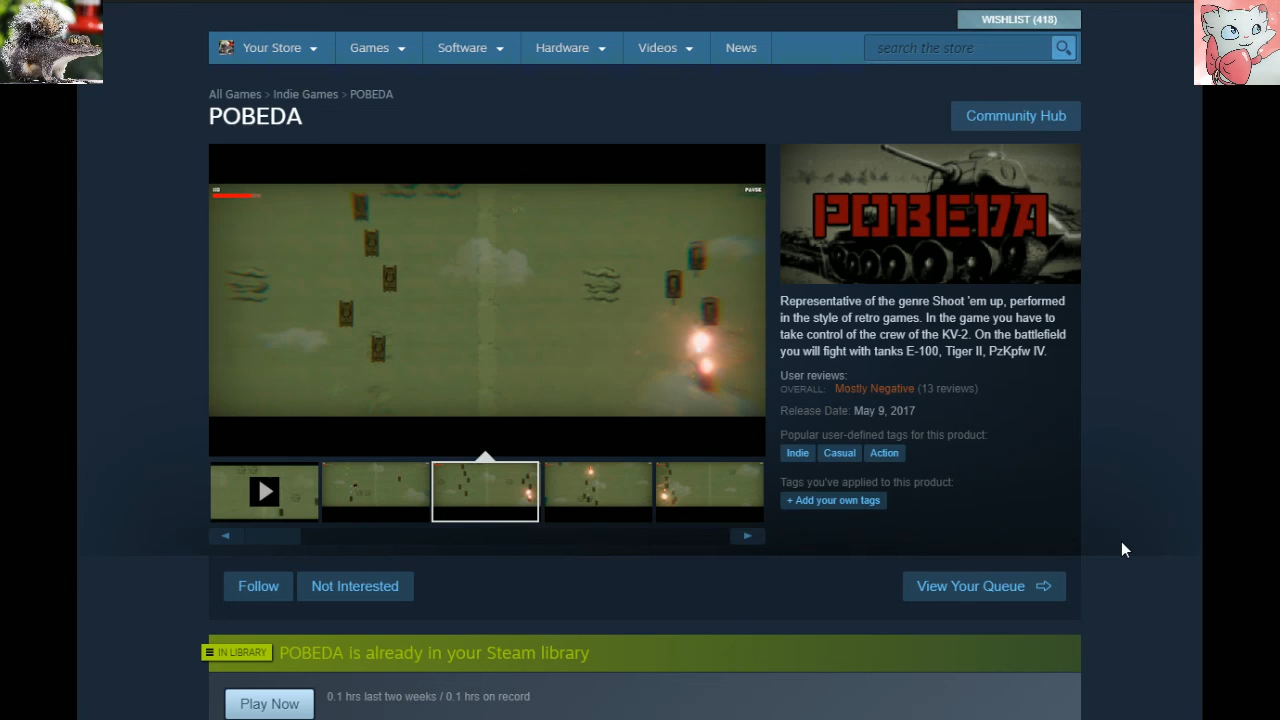 WISHLIST (418)
Your Store
Games
Software
Hardware
Videos
News
search the store
All Games > Indie Games > POBEDA
POBEDA
Community Hub
HP
PAUSE
POBEDA
Representative of the genre Shoot 'em up, performed
in the style of retro games. In the game you have to
take control of the crew of the KV-2. On the battlefield
you will fight with tanks E-100, Tiger II, PzKpfw IV.
User reviews:
OVERALL: Mostly Negative (13 reviews)
Release Date: May 9, 2017
Popular user-defined tags for this product:
Indie Casual Action
Tags you've applied to this product:
+ Add your own tags
Follow
Not Interested
View Your Queue
IN LIBRARY
POBEDA is already in your Steam library
Play Now
0.1 hrs last two weeks / 0.1 hrs on record